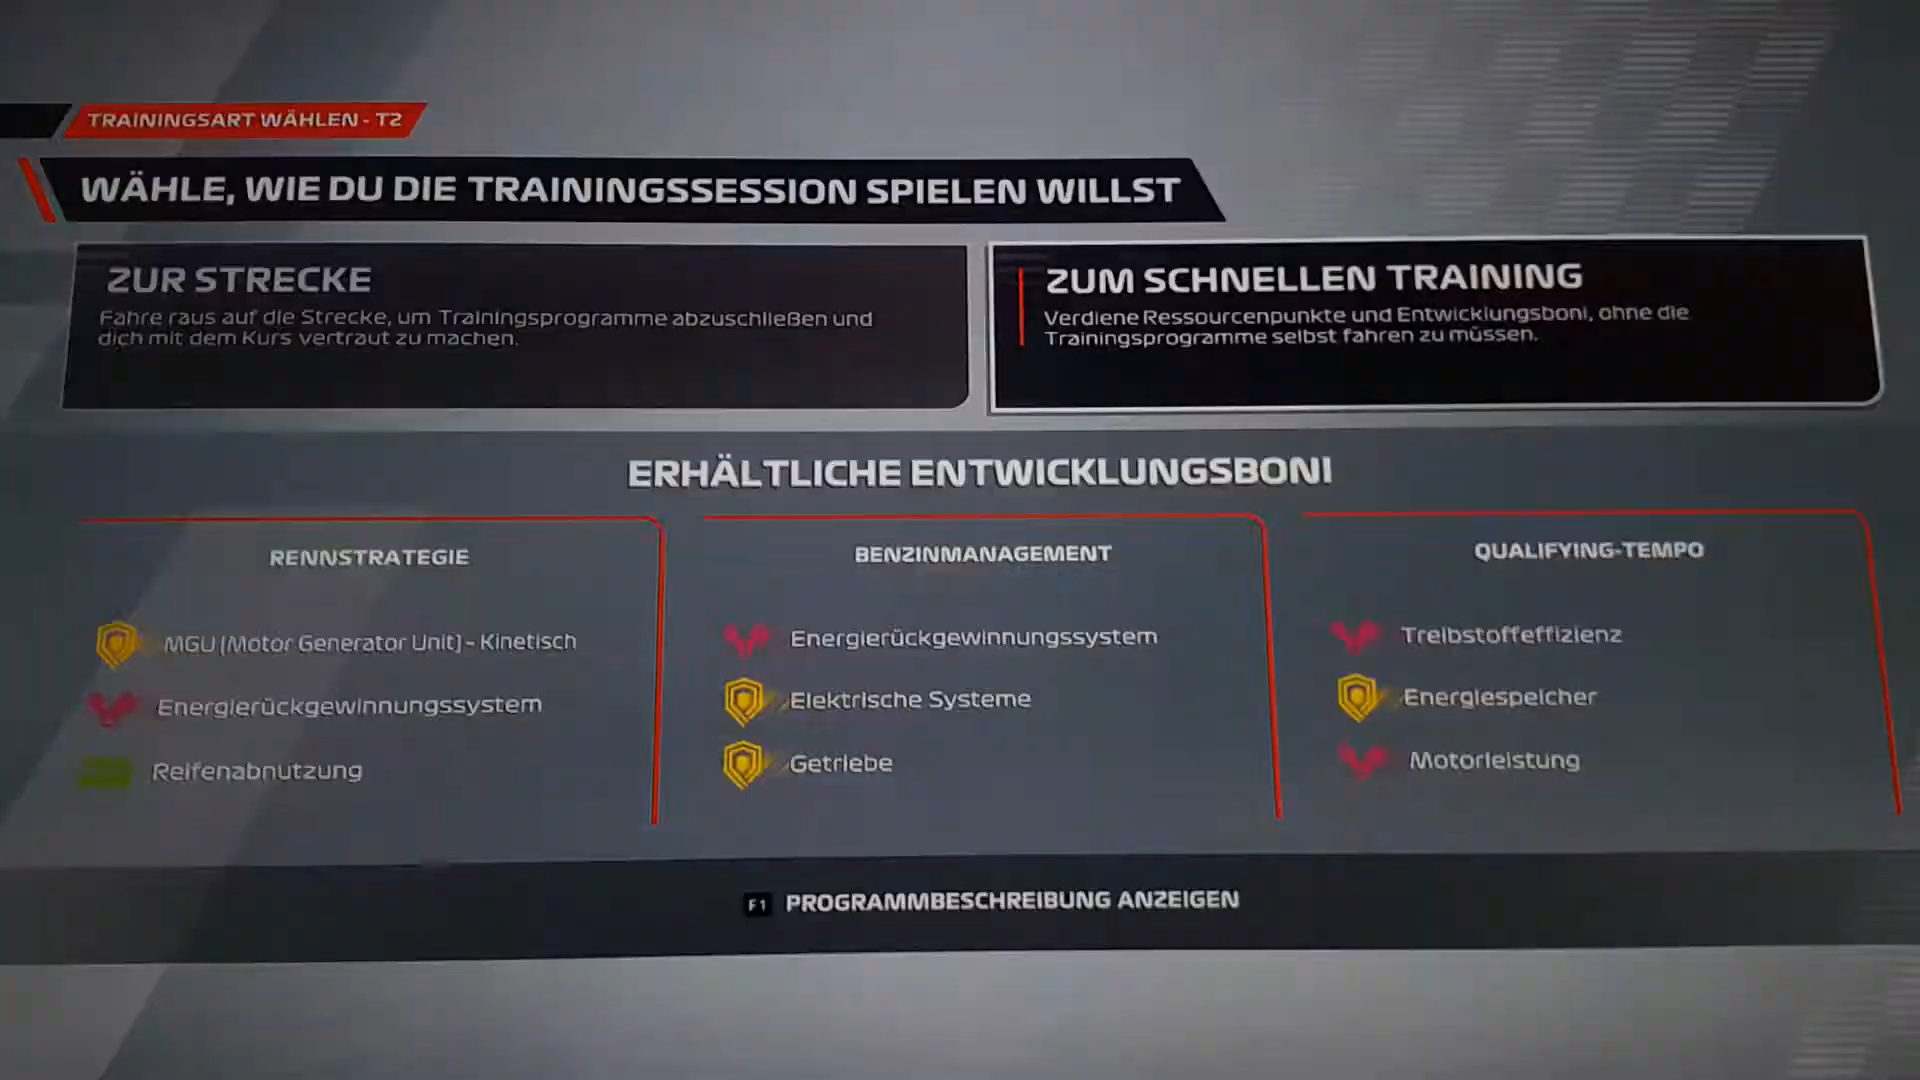 TRAININGSART WÄHLEN - T2
WÄHLE, WIE DU DIE TRAININGSSESSION SPIELEN WILLST
ZUR STRECKE
Fahre raus auf die Strecke, um Trainingsprogramme abzuschließen und
dich mit dem Kurs vertraut zu machen.
ZUM SCHNELLEN TRAINING
Verdiene Ressourcenpunkte und Entwicklungsboni, ohne die
Trainingsprogramme selbst fahren zu müssen.
ERHÄLTLICHE ENTWICKLUNGSBONI
RENNSTRATEGIE
MGU (Motor Generator Unit) - Kinetisch
Energierückgewinnungssystem
Reifenabnutzung
BENZINMANAGEMENT
Energierückgewinnungssystem
Elektrische Systeme
Getriebe
QUALIFYING-TEMPO
Treibstoffeffizienz
Energiespeicher
Motorleistung
F1 PROGRAMMBESCHREIBUNG ANZEIGEN